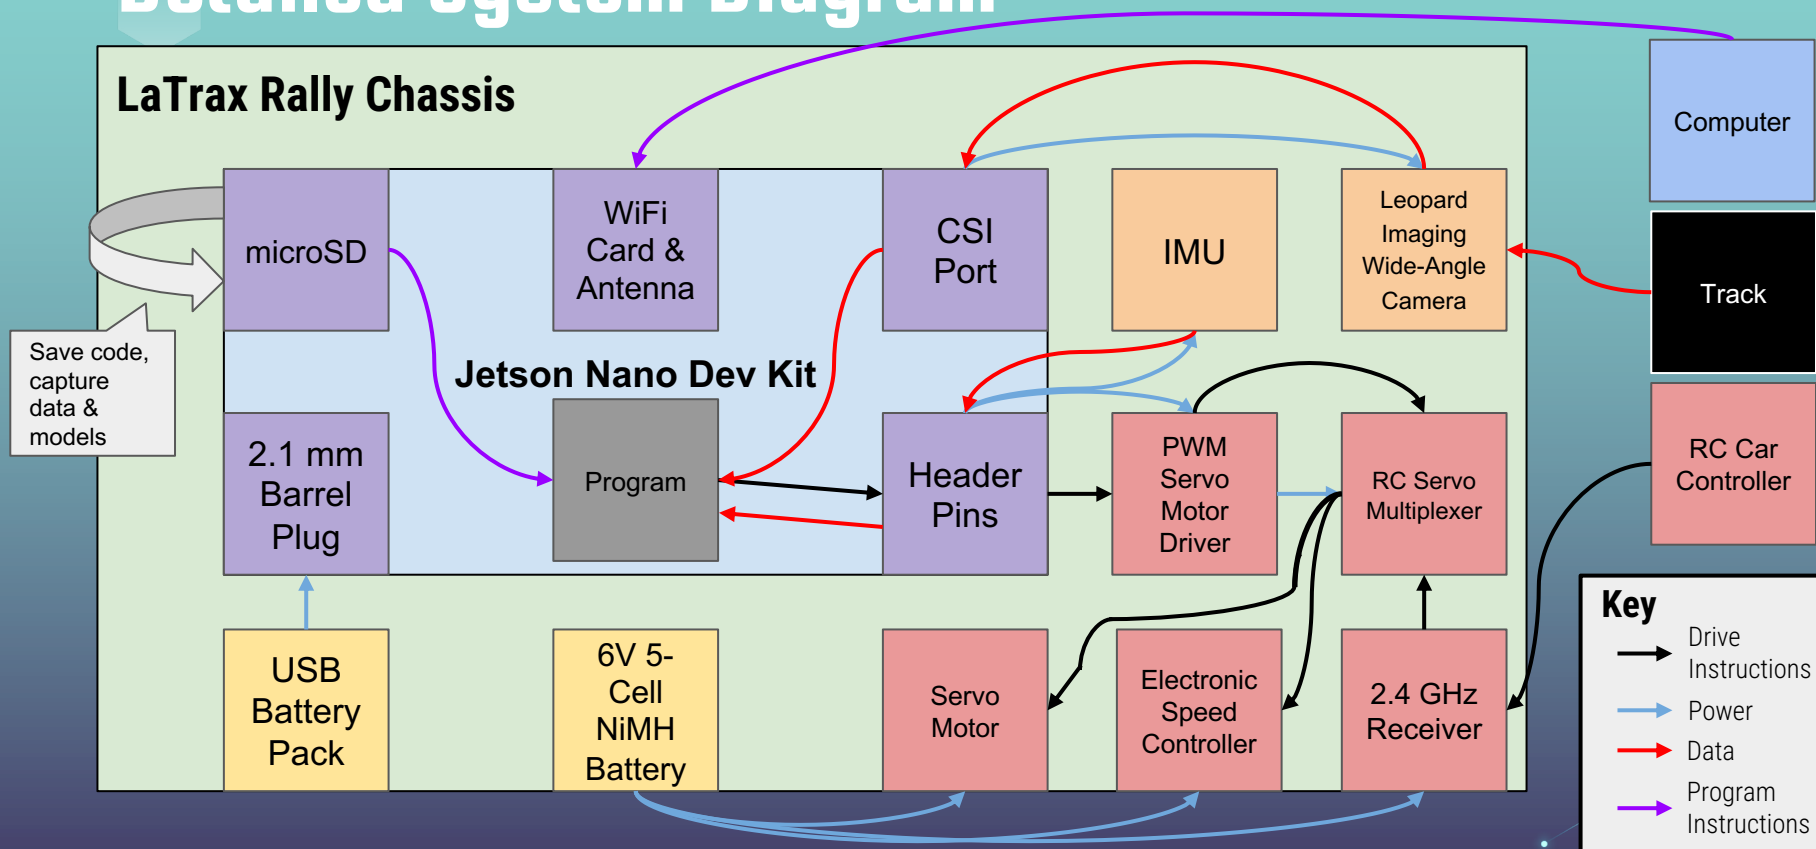 Detailed System Diagram
LaTrax Rally Chassis
Computer
microSD
WiFi
Card &
Antenna
CSI
Port
IMU
Leopard
Imaging
Wide-Angle
Camera
Track
Save code,
capture
data &
models
Jetson Nano Dev Kit
2.1 mm
Barrel
Plug
Program
Header
Pins
PWM
Servo
Motor
Driver
RC Servo
Multiplexer
RC Car
Controller
USB
Battery
Pack
6V 5-
Cell
NiMH
Battery
Servo
Motor
Electronic
Speed
Controller
2.4 GHz
Receiver
Key
Drive
Instructions
Power
Data
Program
Instructions